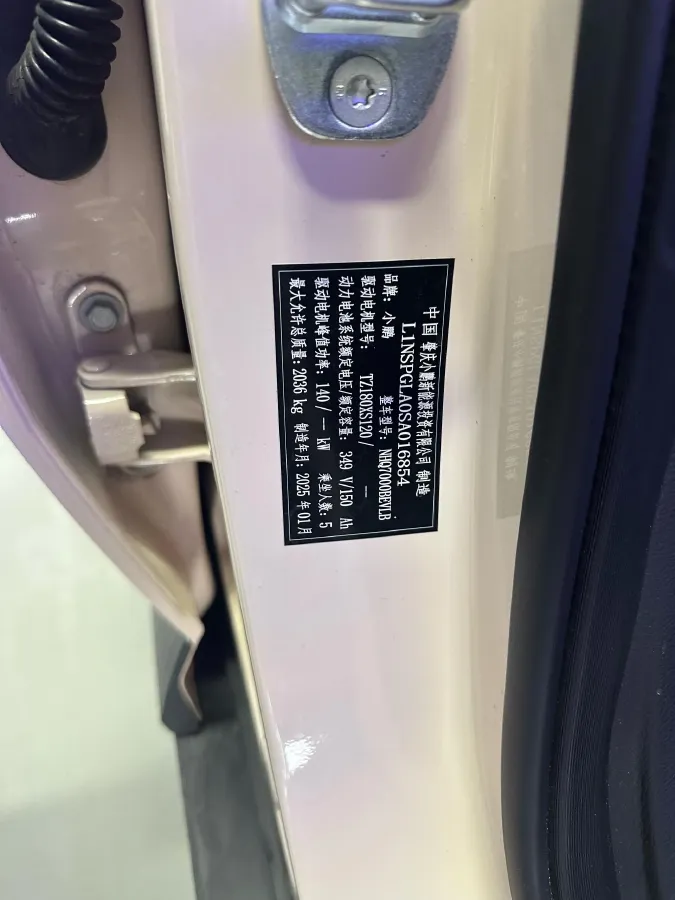 中国 肇庆小鹏新能源投资有限公司 制造
L1NSPGLA0SA016854
品牌：小鹏 整车型号：NHQ7000BEVLB
驱动电机型号： TZ180XS120/ —
动力电池系统额定电压/额定容量： 349 V/150 Ah
驱动电机峰值功率： 140/ — kW 乘坐人数：5
最大允许总质量：2036 kg 制造年月：2025 年01月